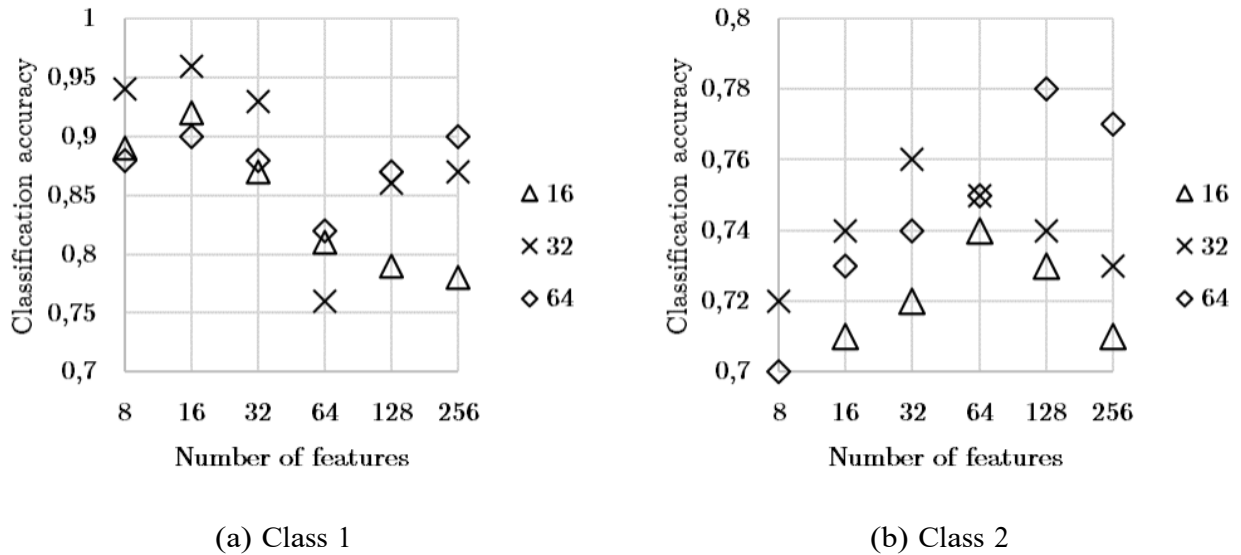 Classification accuracy
1
0,95
0,9
0,85
0,8
0,75
0,7
8 16 32 64 128 256
Number of features
16
32
64
(a) Class 1
Classification accuracy
0,8
0,78
0,76
0,74
0,72
0,7
8 16 32 64 128 256
Number of features
16
32
64
(b) Class 2